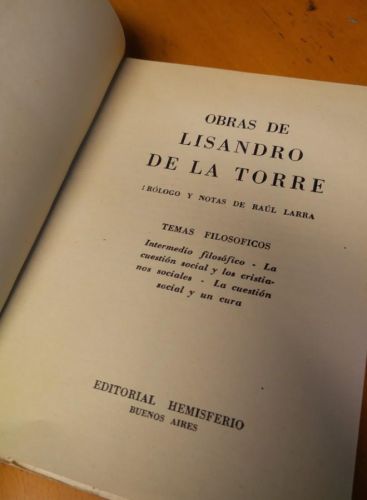 OBRAS DE
LISANDRO
DE LA TORRE
PRÓLOGO Y NOTAS DE RAÚL LARRA
TEMAS FILOSOFICOS
Intermedio filosófico - La
cuestión social y los cristia-
nos sociales - La cuestión
social y un cura
EDITORIAL HEMISFERIO
BUENOS AIRES